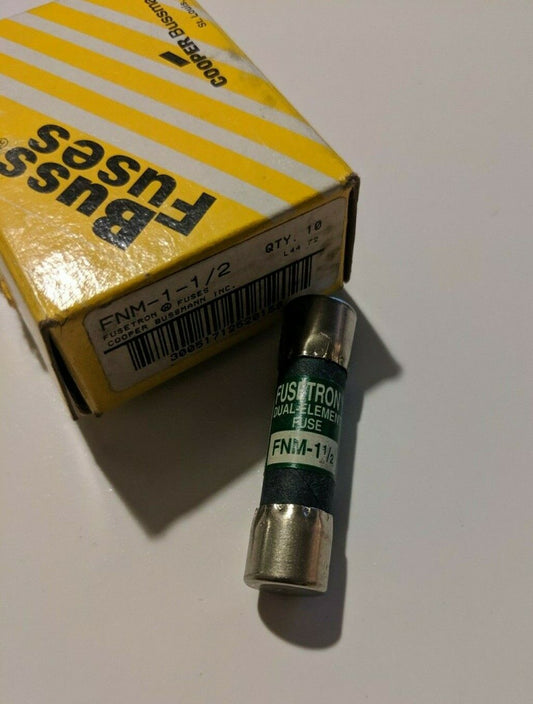 COOPER Bussma
St. Louis,
Buss®
Fuses
FNM-1-1/2
QTY. 10
FUSETRON FUSES
COOPER BUSSMANN INC.
FUSETRON
DUAL-ELEMENT
FUSE
FNM-1½